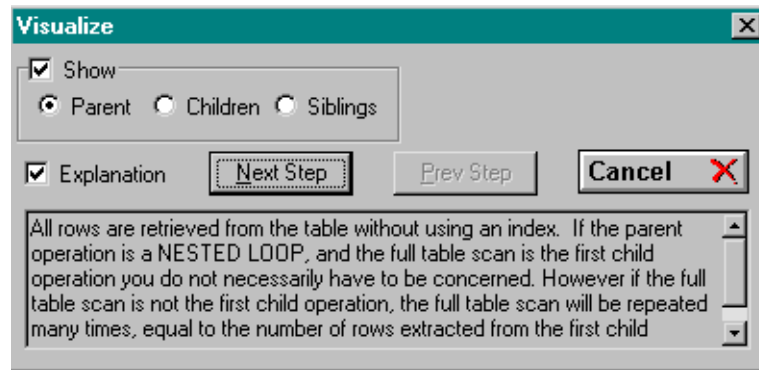 Visualize
Show
Parent Children Siblings
Explanation Next Step Prev Step Cancel
All rows are retrieved from the table without using an index. If the parent
operation is a NESTED LOOP, and the full table scan is the first child
operation you do not necessarily have to be concerned. However if the full
table scan is not the first child operation, the full table scan will be repeated
many times, equal to the number of rows extracted from the first child